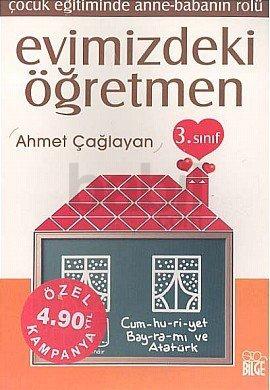 çocuk eğitiminde anne-babanın rolü
evimizdeki
öğretmen
Ahmet Çağlayan
3. sınıf
ÖZEL
4.90 YTL
KAMPANYA
Cum-hu-ri-yet
Bay-ra-mı ve
Atatürk
BİLGE